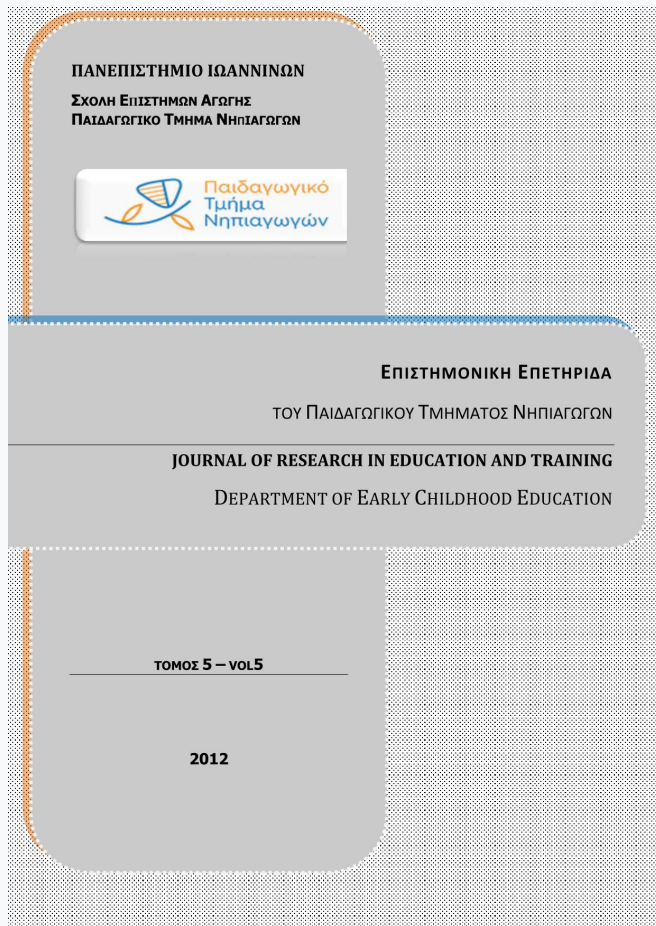 ΠΑΝΕΠΙΣΤΗΜΙΟ ΙΩΑΝΝΙΝΩΝ
ΣΧΟΛΗ ΕΠΙΣΤΗΜΩΝ ΑΓΩΓΗΣ
ΠΑΙΔΑΓΩΓΙΚΟ ΤΜΗΜΑ ΝΗΠΙΑΓΩΓΩΝ
Παιδαγωγικό
Τμήμα
Νηπιαγωγών
ΕΠΙΣΤΗΜΟΝΙΚΗ ΕΠΕΤΗΡΙΔΑ
ΤΟΥ ΠΑΙΔΑΓΩΓΙΚΟΥ ΤΜΗΜΑΤΟΣ ΝΗΠΙΑΓΩΓΩΝ
JOURNAL OF RESEARCH IN EDUCATION AND TRAINING
DEPARTMENT OF EARLY CHILDHOOD EDUCATION
ΤΟΜΟΣ 5 – VOL5
2012